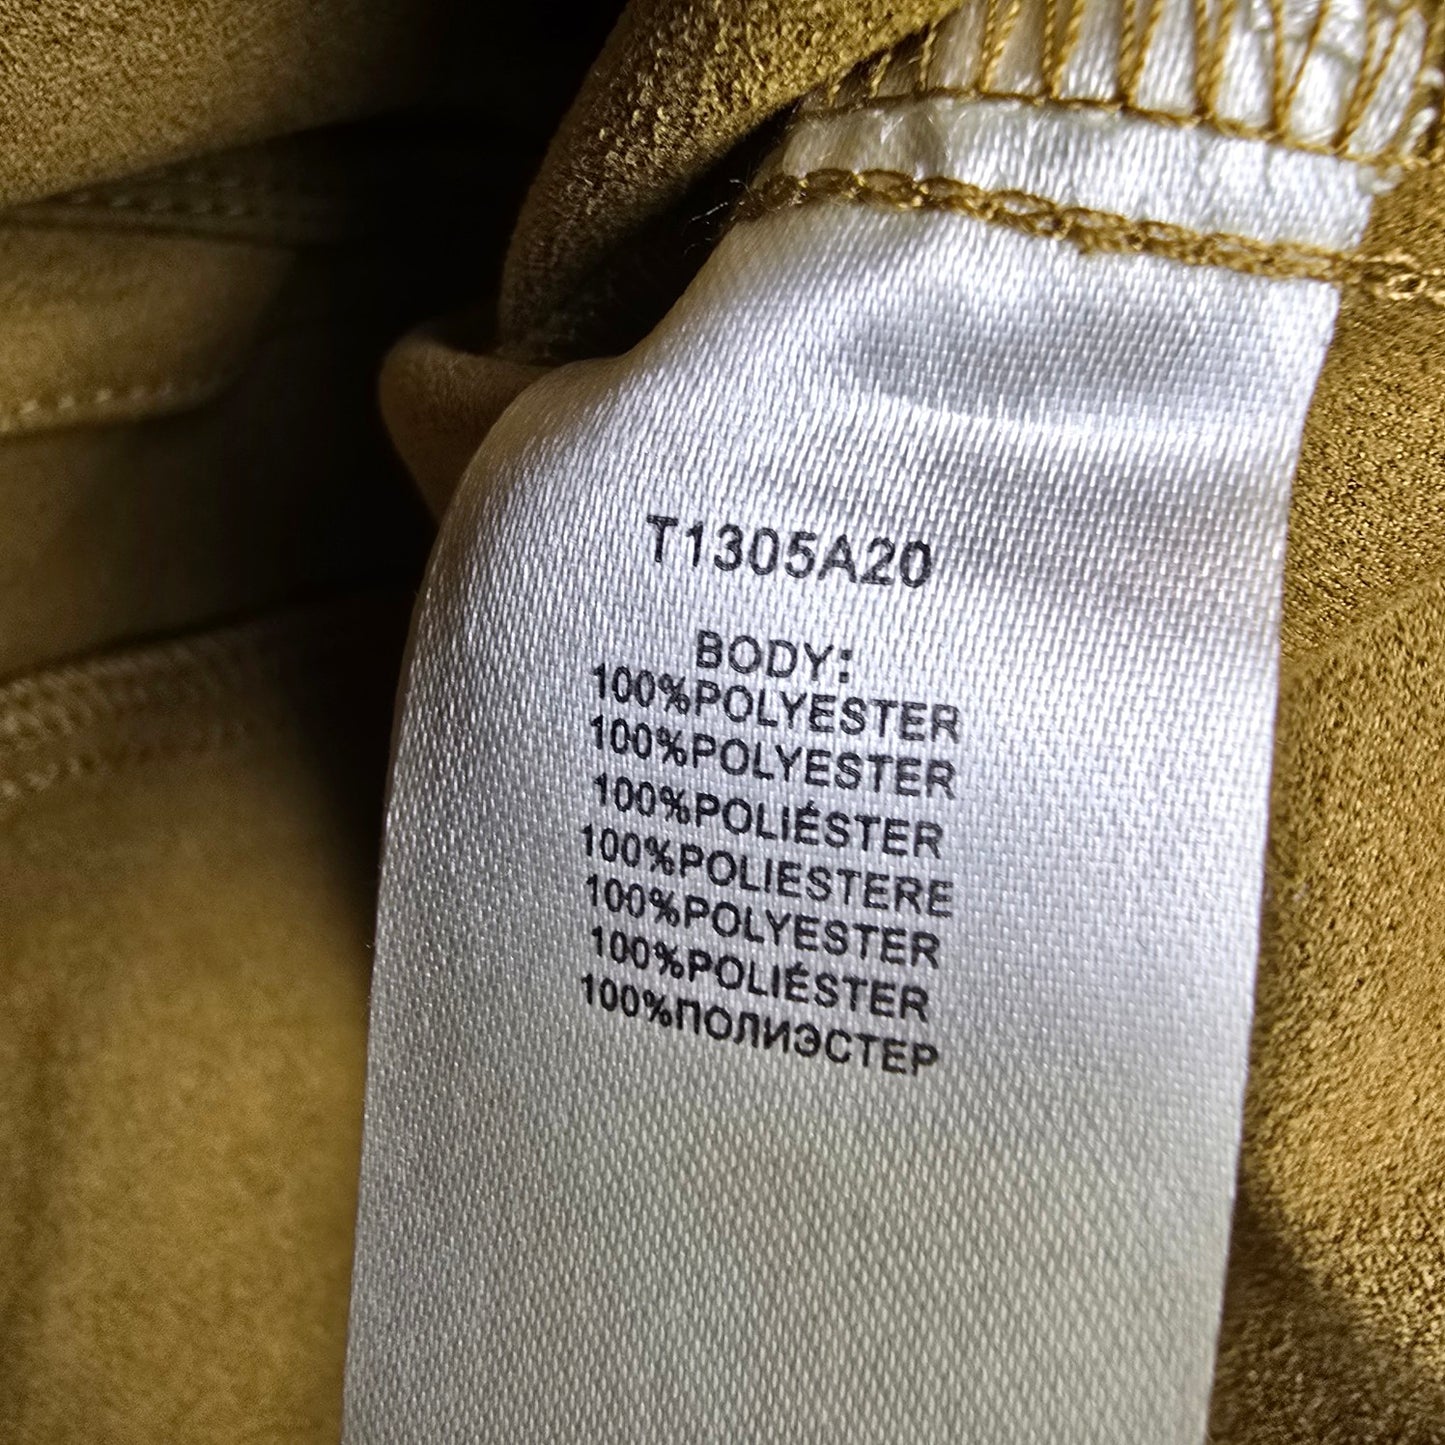 T1305A20
BODY:
100%POLYESTER
100%POLYESTER
100%POLIÉSTER
100%POLIESTERE
100%POLYESTER
100%POLIÉSTER
100%ПОЛИЭСТЕР